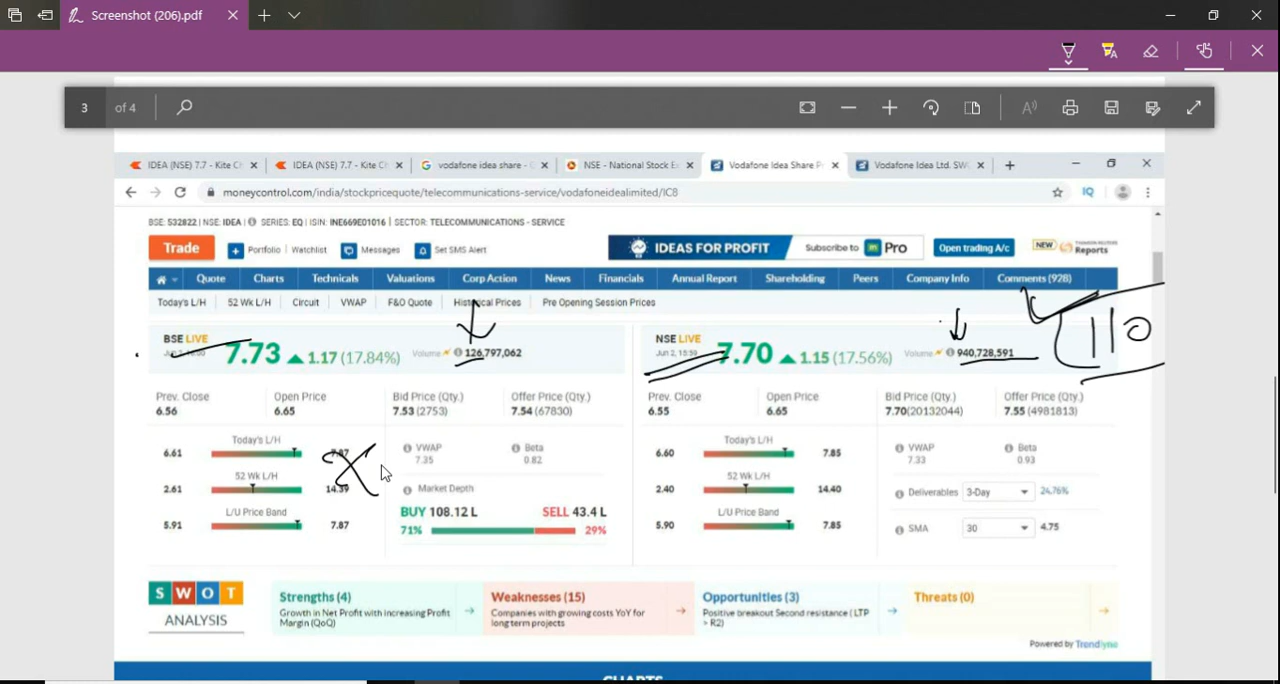 Screenshot (206).pdf
3 of 4
IDEA (NSE) 7.7 - Kite Ch IDEA (NSE) 7.7 - Kite Ch vodafone idea share - NSE - National Stock Ex Vodafone Idea Share Pr Vodafone Idea Ltd. SWO
moneycontrol.com/india/stockpricequote/telecommunications-service/vodafoneidealimited/IC8 IQ
BSE: 532822 | NSE: IDEA | SERIES: EQ | ISIN: INE669E01016 | SECTOR: TELECOMMUNICATIONS - SERVICE
Trade Portfolio | Watchlist Messages Set SMS Alert IDEAS FOR PROFIT Subscribe to m Pro Open trading A/c NEW Reports
Quote Charts Technicals Valuations Corp Action News Financials Annual Report Shareholding Peers Company Info Comments (928)
Today's L/H 52 Wk L/H Circuit VWAP F&O Quote Historical Prices Pre Opening Session Prices
BSE LIVE
7.73 1.17 (17.84%) Volume 126,797,062
NSE LIVE
Jun 2, 15:59 7.70 1.15 (17.56%) Volume 940,728,591
110
Prev. Close Open Price Bid Price (Qty.) Offer Price (Qty.)
6.56 6.65 7.53 (2753) 7.54 (67830)
Prev. Close Open Price Bid Price (Qty.) Offer Price (Qty.)
6.55 6.65 7.70(20132044) 7.55 (4981813)
Today's L/H
6.61 7.87
52 Wk L/H
2.61 14.39
L/U Price Band
5.91 7.87
VWAP Beta
7.35 0.82
Market Depth
BUY 108.12 L SELL 43.4 L
71% 29%
Today's L/H
6.60 7.85
52 Wk L/H
2.40 14.40
L/U Price Band
5.90 7.85
VWAP Beta
7.33 0.93
Deliverables 3-Day 24.76%
SMA 30 4.75
SWOT
ANALYSIS
Strengths (4)
Growth in Net Profit with increasing Profit
Margin (QoQ)
Weaknesses (15)
Companies with growing costs YoY for
long term projects
Opportunities (3)
Positive breakout Second resistance ( LTP
> R2)
Threats (0)
Powered by Trendlyne
CHARTS